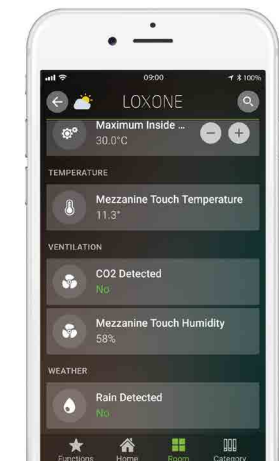 09:00
100%
LOXONE
Maximum Inside ...
30.0°C
TEMPERATURE
Mezzanine Touch Temperature
11.3°
VENTILATION
CO2 Detected
No
Mezzanine Touch Humidity
58%
WEATHER
Rain Detected
No
Functions Home Room Category